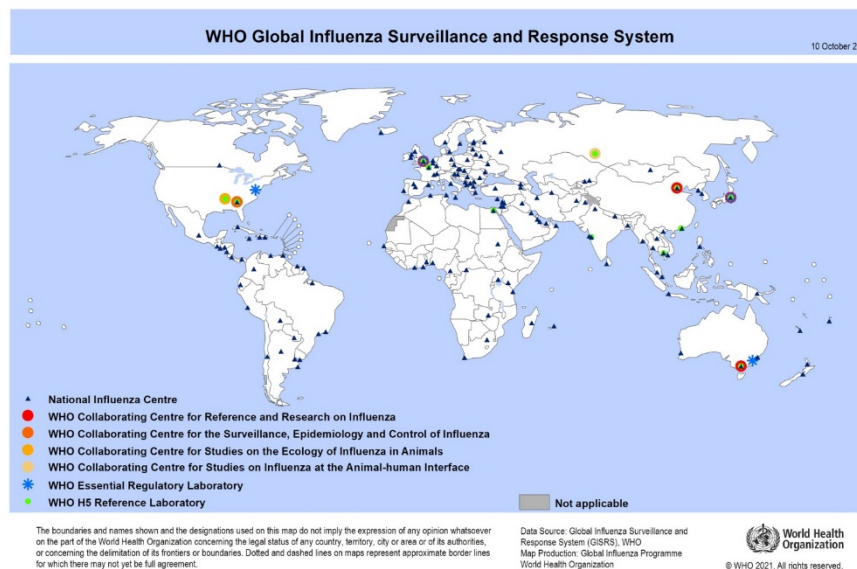 WHO Global Influenza Surveillance and Response System
10 October 2
National Influenza Centre
WHO Collaborating Centre for Reference and Research on Influenza
WHO Collaborating Centre for the Surveillance, Epidemiology and Control of Influenza
WHO Collaborating Centre for Studies on the Ecology of Influenza in Animals
WHO Collaborating Centre for Studies on Influenza at the Animal-human Interface
WHO Essential Regulatory Laboratory
WHO H5 Reference Laboratory
Not applicable
The boundaries and names shown and the designations used on this map do not imply the expression of any opinion whatsoever
on the part of the World Health Organization concerning the legal status of any country, territory, city or area or of its authorities,
or concerning the delimitation of its frontiers or boundaries. Dotted and dashed lines on maps represent approximate border lines
for which there may not yet be full agreement.
Data Source: Global Influenza Surveillance and
Response System (GISRS), WHO
Map Production: Global Influenza Programme
World Health Organization
World Health
Organization
© WHO 2021. All rights reserved.